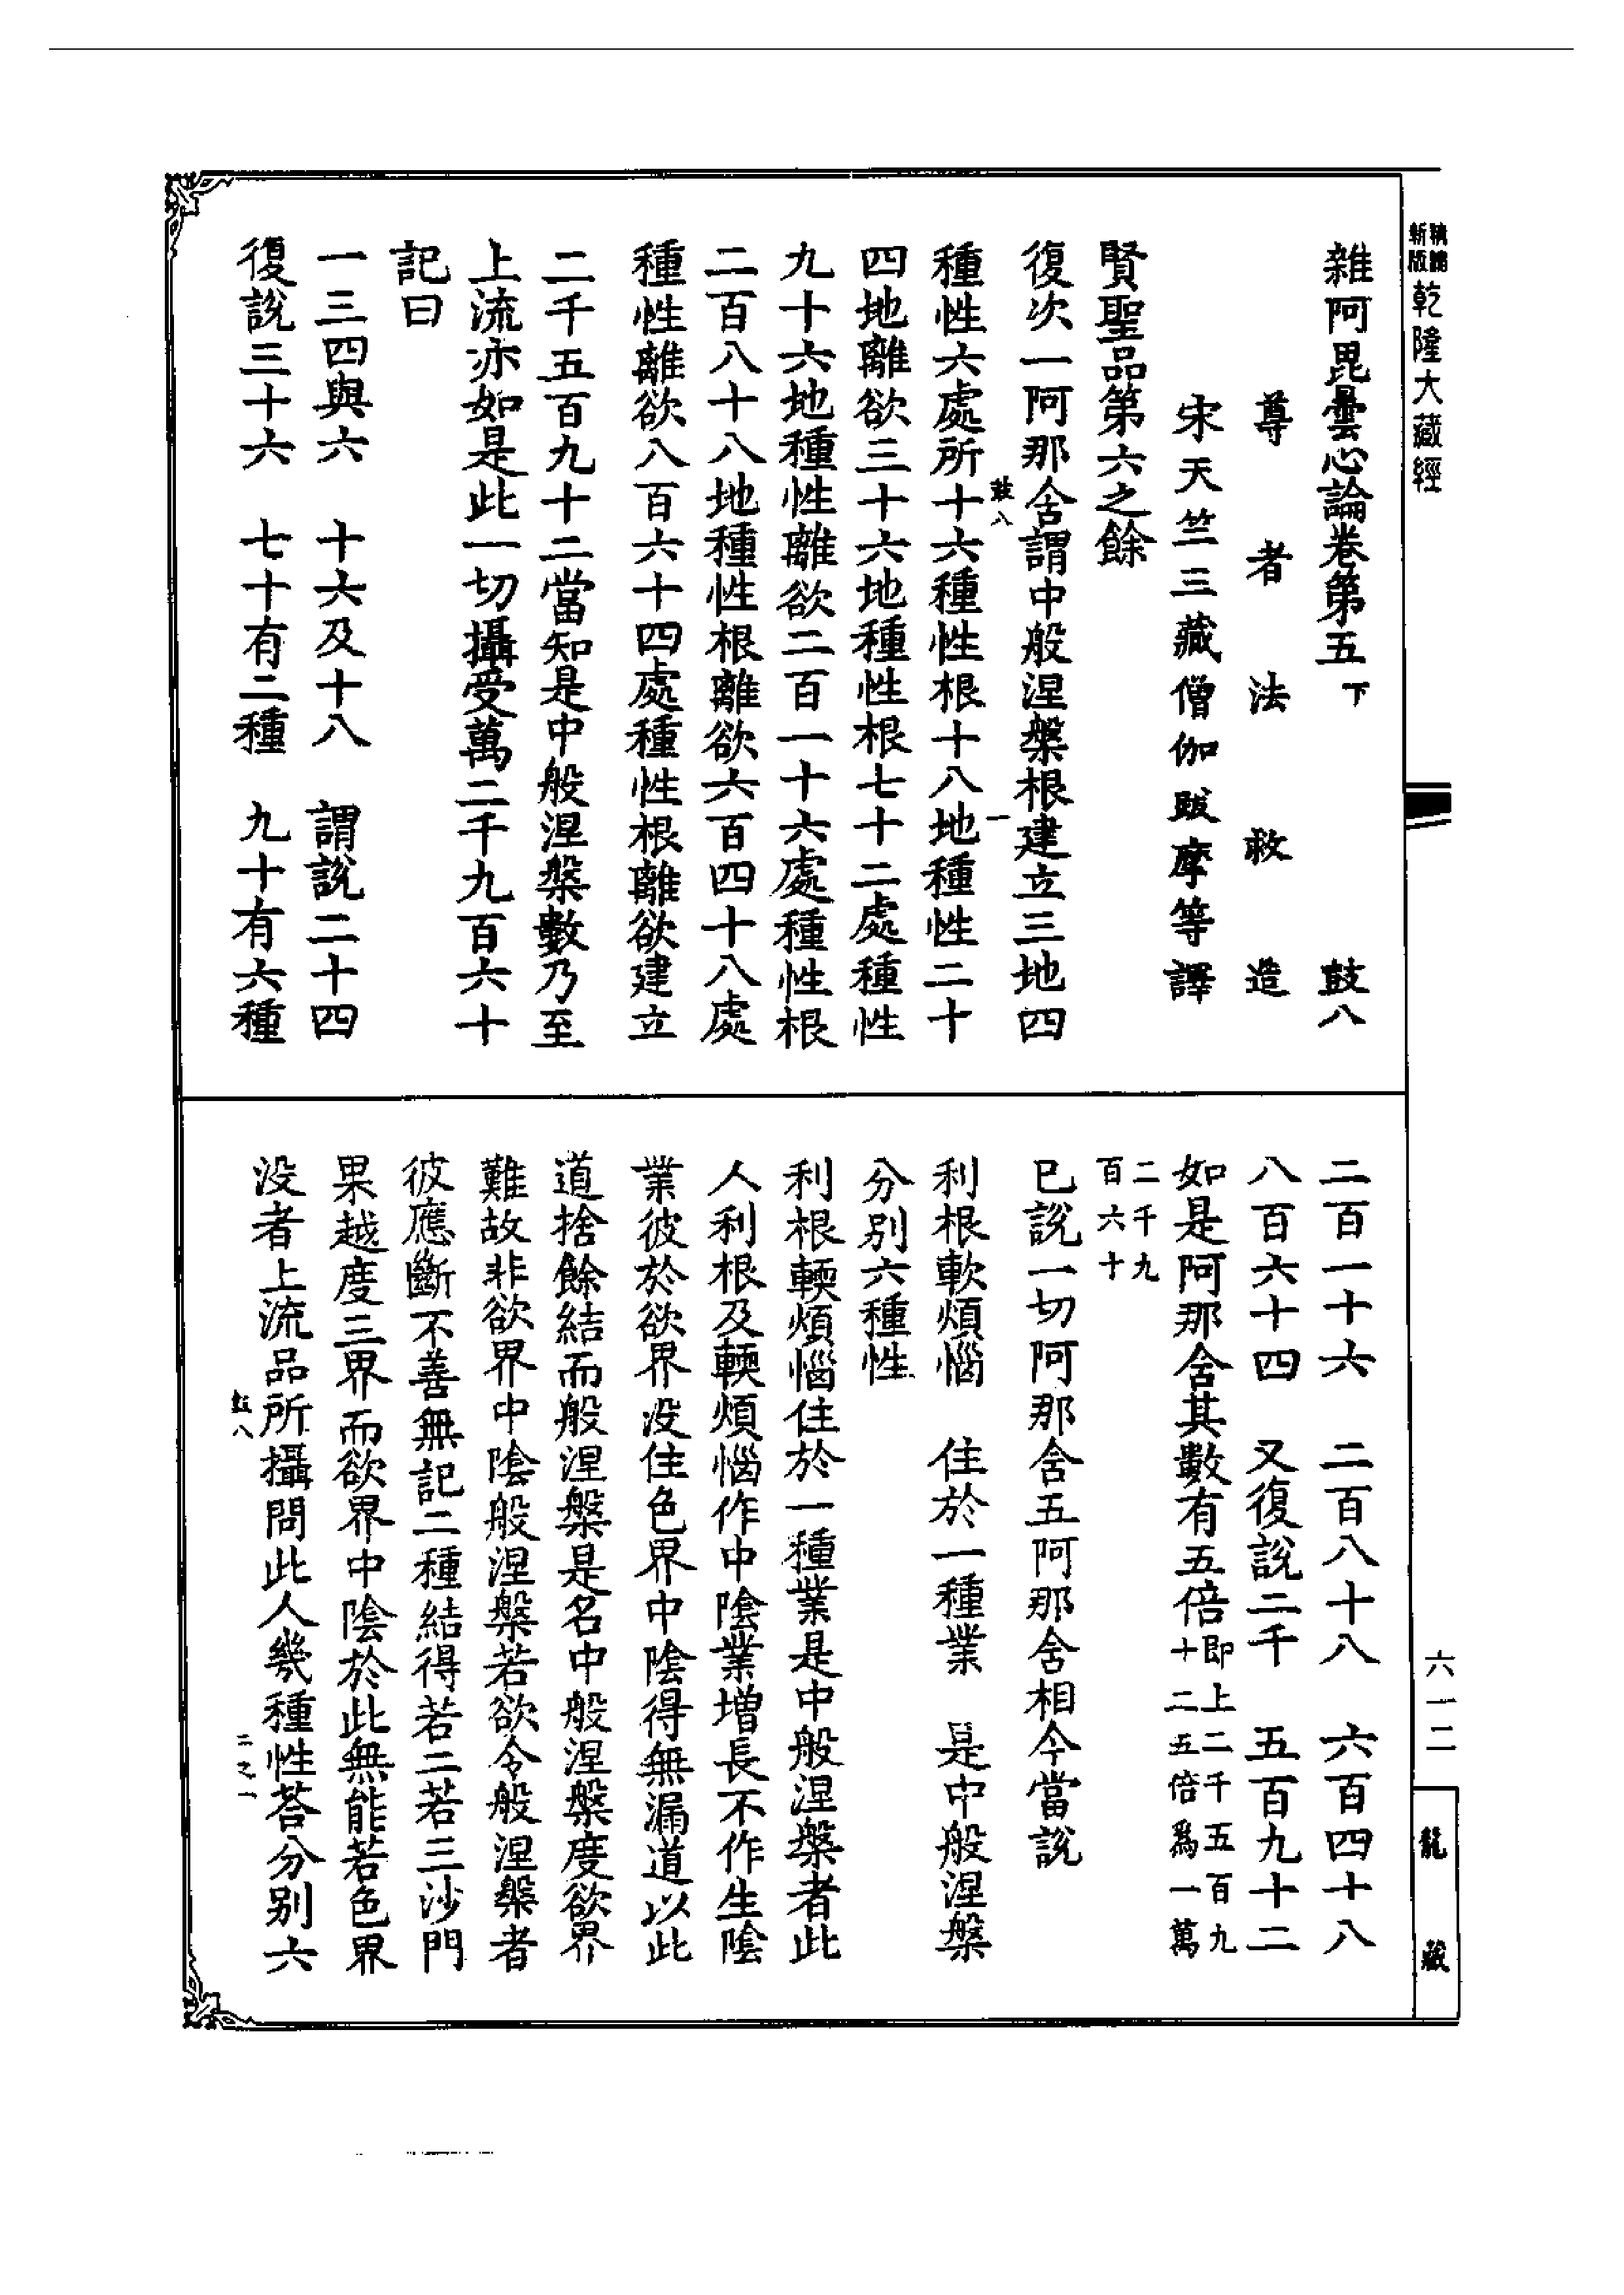 新版
乾隆大藏經
雜阿毘曇心論卷第五下 鼓八
尊者法救造
宋天竺三藏僧伽跋摩等譯
賢聖品第六之餘
復次一阿那含謂中般涅槃根建立三地四
鼓八 一
種性六處所十六種性根十八地種性二十
四地離欲三十六地種性根七十二處種性
九十六地種性離欲二百一十六處種性根
二百八十八地種性根離欲六百四十八處
種性離欲八百六十四處種性根離欲建立
二千五百九十二當知是中般涅槃數乃至
上流亦如是此一切攝受萬二千九百六十
記曰
一三四與六 十六及十八 謂說二十四
復說三十六 七十有二種 九十有六種
二百一十六 二百八十八 六百四十八
八百六十四 又復說二千 五百九十二
如是阿那含其數有五倍即上二千五百九十二五倍爲一萬
二千九百六十
已說一切阿那含五阿那含相今當說
利根軟煩惱 住於一種業 是中般涅槃
分別六種性
利根輭煩惱住於一種業是中般涅槃者此
人利根及輭煩惱作中陰業增長不作生陰
業彼於欲界没住色界中陰得無漏道以此
道捨餘結而般涅槃是名中般涅槃度欲界
難故非欲界中陰般涅槃若欲令般涅槃者
彼應斷不善無記二種結得若二若三沙門
果越度三界而欲界中陰於此無能若色界
没者上流品所攝問此人幾種性荅分別六
鼓八 二之一
六一二
龍藏